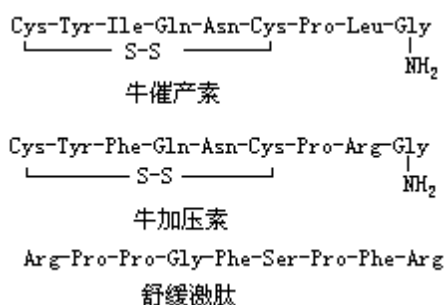 Cys-Tyr-Ile-Gln-Asn-Cys-Pro-Leu-Gly
S-S
NH2
牛催产素
Cys-Tyr-Phe-Gln-Asn-Cys-Pro-Arg-Gly
S-S
NH2
牛加压素
Arg-Pro-Pro-Gly-Phe-Ser-Pro-Phe-Arg
舒缓激肽